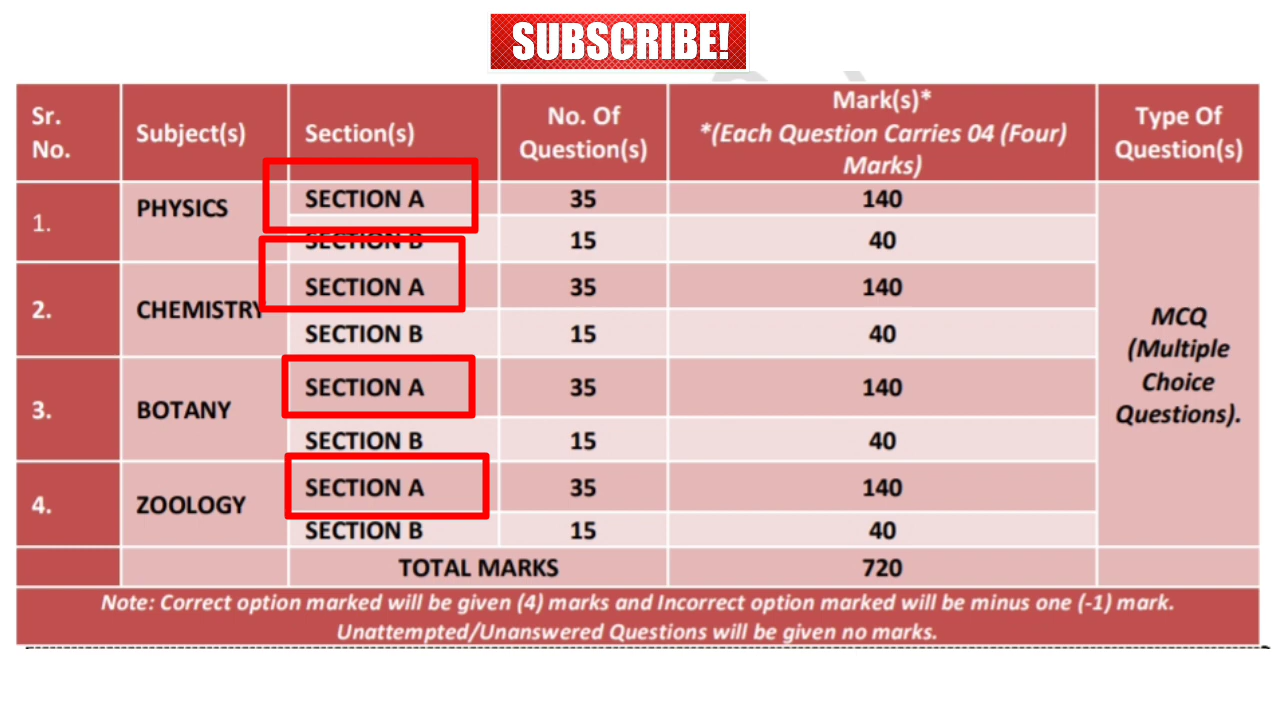 SUBSCRIBE!
Sr. No. Subject(s) Section(s) No. Of Question(s) Mark(s)* *(Each Question Carries 04 (Four) Marks) Type Of Question(s)
1. PHYSICS SECTION A 35 140
SECTION B 15 40
2. CHEMISTRY SECTION A 35 140
SECTION B 15 40
3. BOTANY SECTION A 35 140
SECTION B 15 40
4. ZOOLOGY SECTION A 35 140
SECTION B 15 40
MCQ
(Multiple
Choice
Questions).
TOTAL MARKS 720
Note: Correct option marked will be given (4) marks and Incorrect option marked will be minus one (-1) mark.
Unattempted/Unanswered Questions will be given no marks.